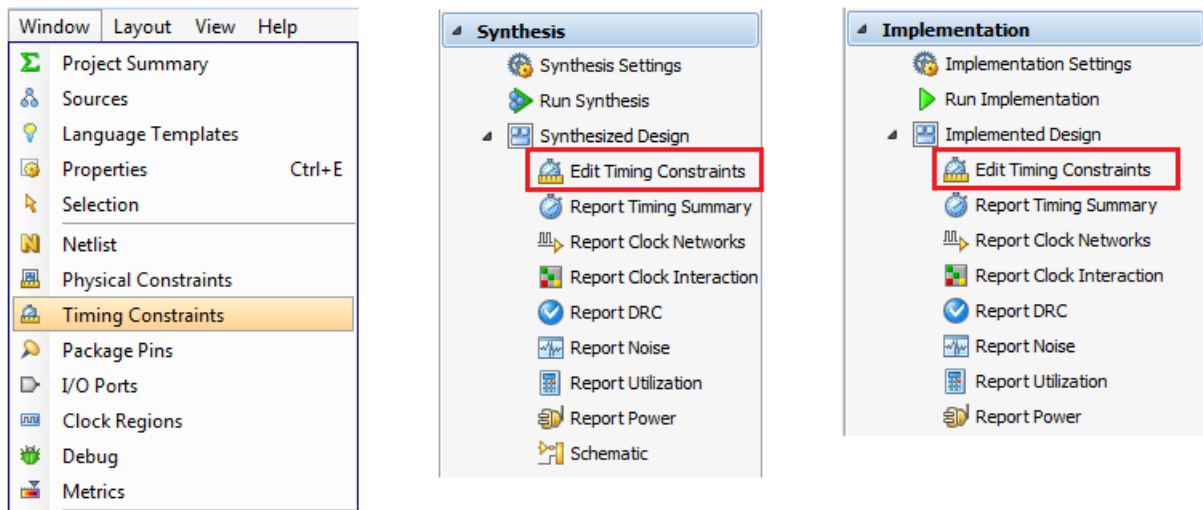 Window Layout View Help
Project Summary
Sources
Language Templates
Properties Ctrl+E
Selection
Netlist
Physical Constraints
Timing Constraints
Package Pins
I/O Ports
Clock Regions
Debug
Metrics
Synthesis
Synthesis Settings
Run Synthesis
Synthesized Design
Edit Timing Constraints
Report Timing Summary
Report Clock Networks
Report Clock Interaction
Report DRC
Report Noise
Report Utilization
Report Power
Schematic
Implementation
Implementation Settings
Run Implementation
Implemented Design
Edit Timing Constraints
Report Timing Summary
Report Clock Networks
Report Clock Interaction
Report DRC
Report Noise
Report Utilization
Report Power